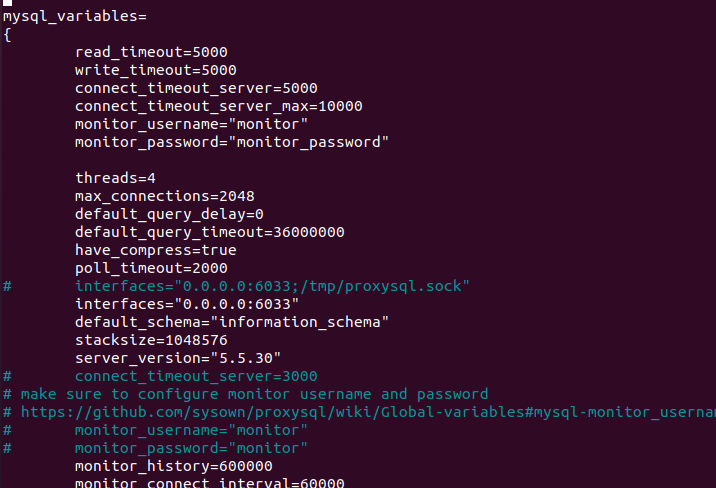 mysql_variables=
{
        read_timeout=5000
        write_timeout=5000
        connect_timeout_server=5000
        connect_timeout_server_max=10000
        monitor_username="monitor"
        monitor_password="monitor_password"

        threads=4
        max_connections=2048
        default_query_delay=0
        default_query_timeout=36000000
        have_compress=true
        poll_timeout=2000
#       interfaces="0.0.0.0:6033;/tmp/proxysql.sock"
        interfaces="0.0.0.0:6033"
        default_schema="information_schema"
        stacksize=1048576
        server_version="5.5.30"
#       connect_timeout_server=3000
# make sure to configure monitor username and password
# https://github.com/sysown/proxysql/wiki/Global-variables#mysql-monitor_userna
#       monitor_username="monitor"
#       monitor_password="monitor"
        monitor_history=600000
        monitor_connect_interval=60000